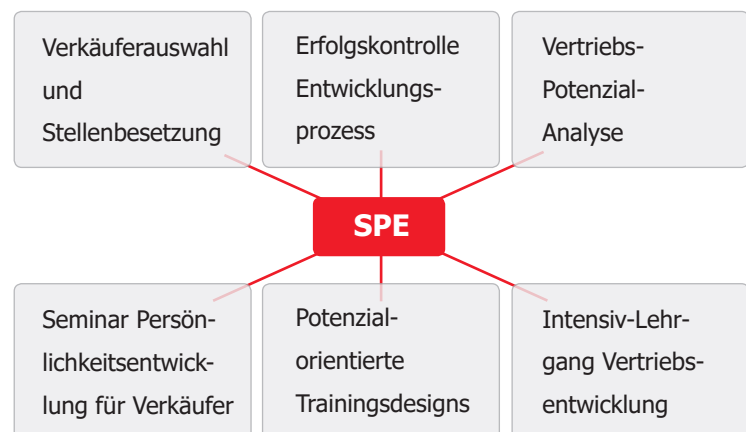 Verkäuferauswahl
und
Stellenbesetzung
Erfolgskontrolle
Entwicklungs-
prozess
Vertriebs-
Potenzial-
Analyse
SPE
Seminar Persön-
lichkeitsentwick-
lung für Verkäufer
Potenzial-
orientierte
Trainingsdesigns
Intensiv-Lehr-
gang Vertriebs-
entwicklung